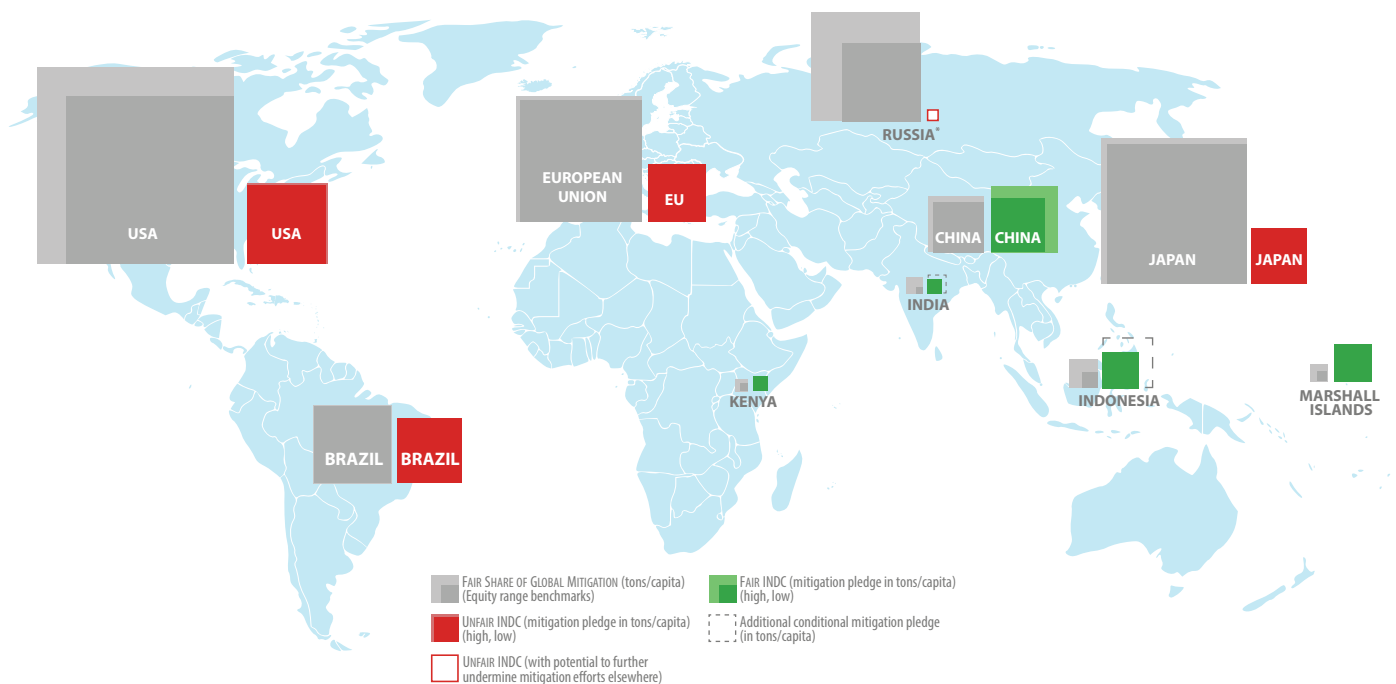 RUSSIA*
EUROPEAN
UNION
EU
USA
USA
CHINA
CHINA
JAPAN
JAPAN
INDIA
KENYA
INDONESIA
MARSHALL
ISLANDS
BRAZIL
BRAZIL
FAIR SHARE OF GLOBAL MITIGATION (tons/capita)
(Equity range benchmarks)
UNFAIR INDC (mitigation pledge in tons/capita)
(high, low)
UNFAIR INDC (with potential to further
undermine mitigation efforts elsewhere)
FAIR INDC (mitigation pledge in tons/capita)
(high, low)
Additional conditional mitigation pledge
(in tons/capita)